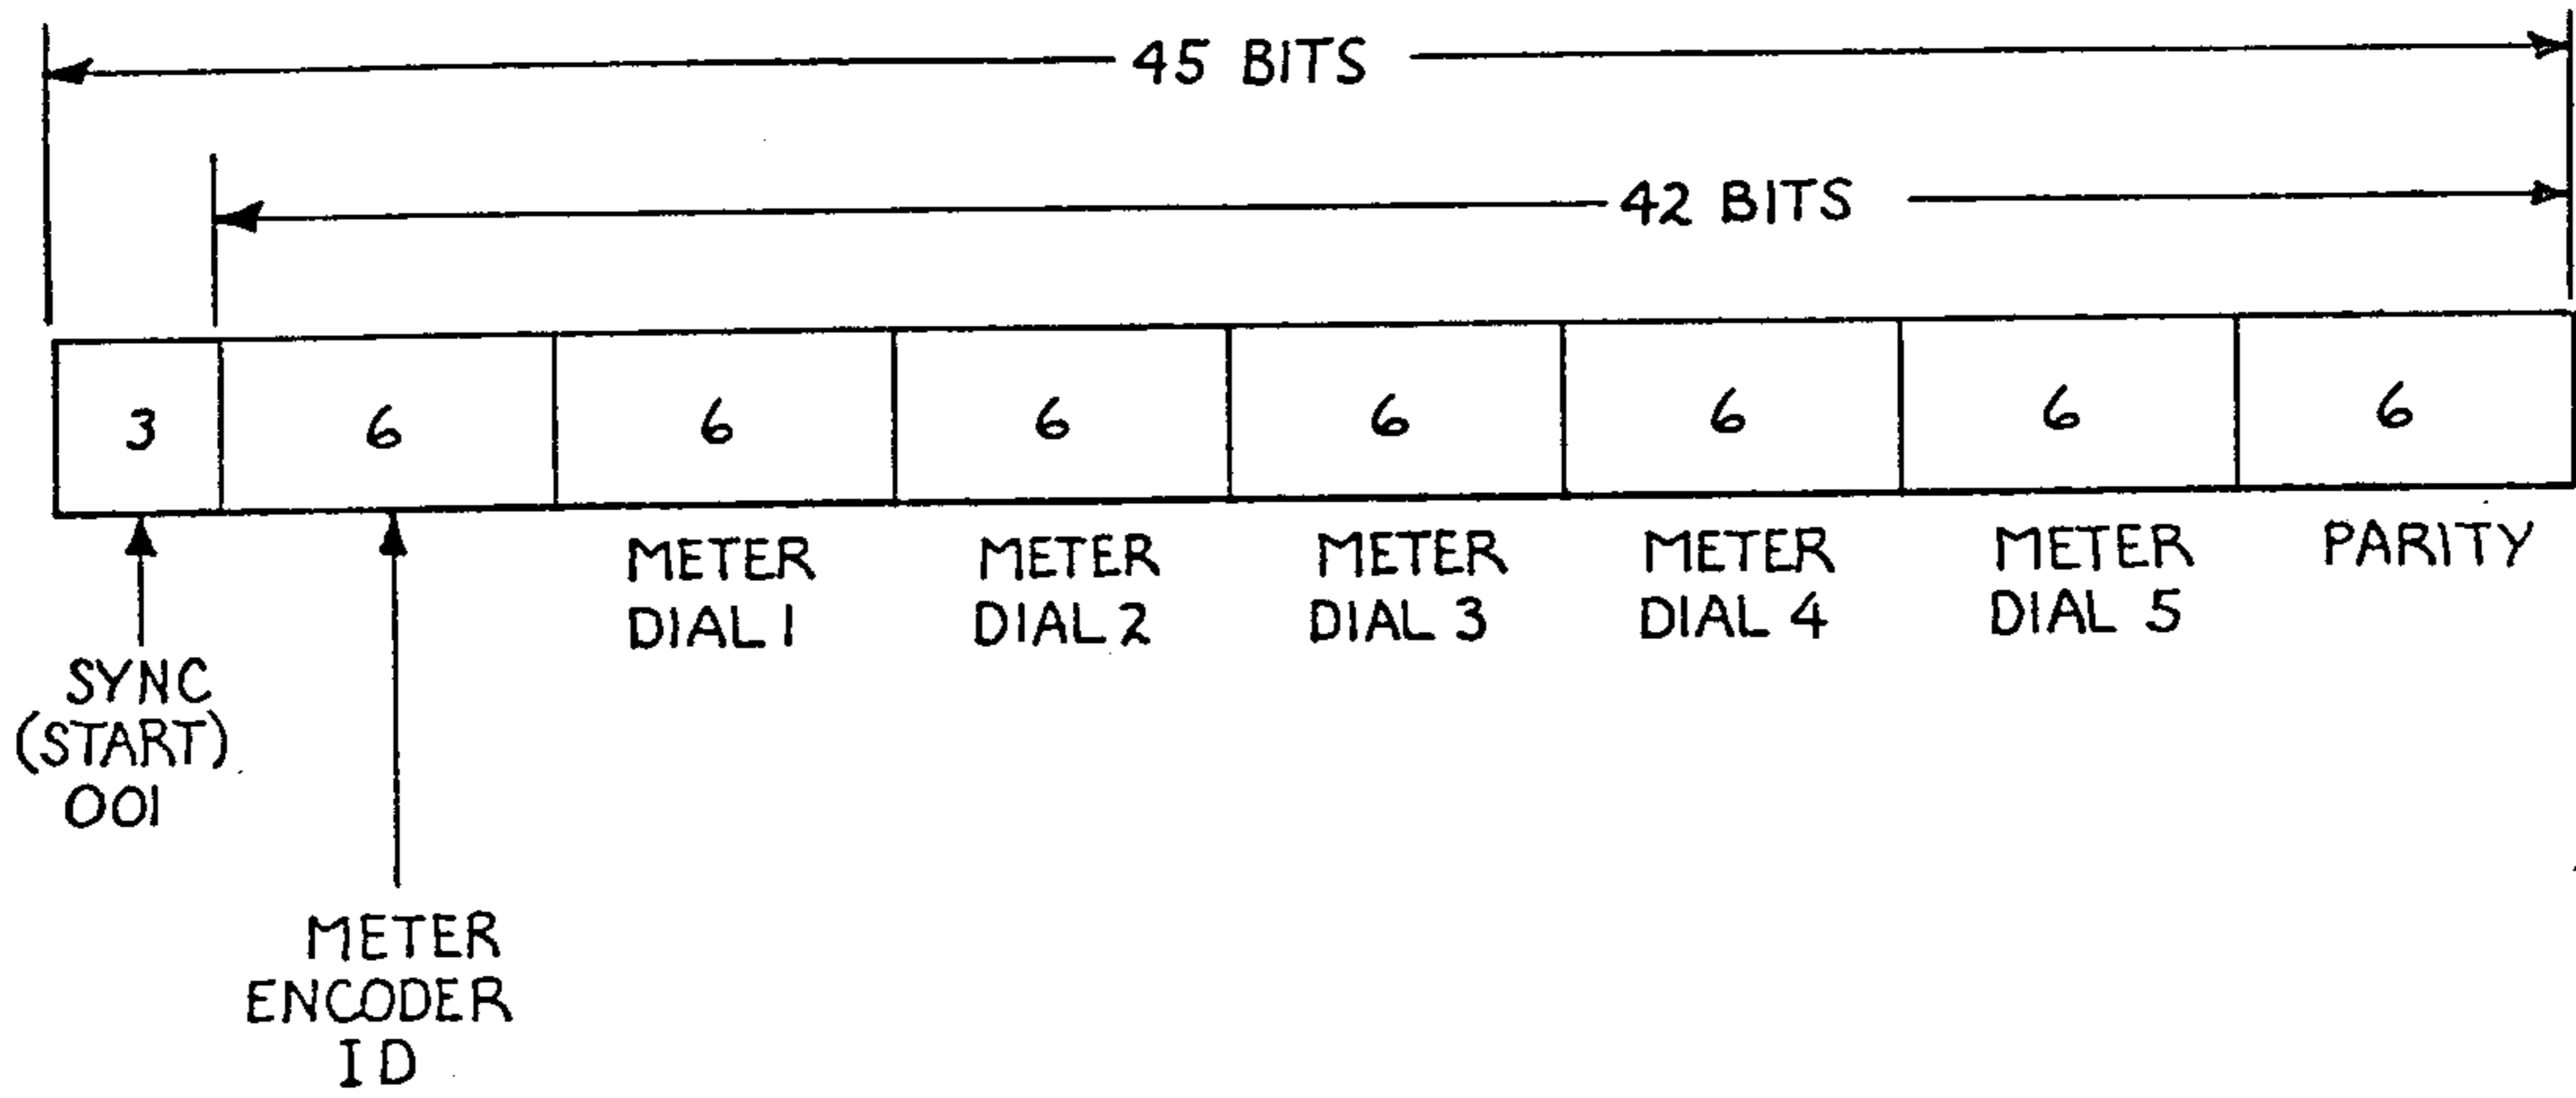 45 BITS
42 BITS
3 6 6 6 6 6 6 6
METER
DIAL 1
METER
DIAL 2
METER
DIAL 3
METER
DIAL 4
METER
DIAL 5
PARITY
SYNC
(START)
001
METER
ENCODER
ID